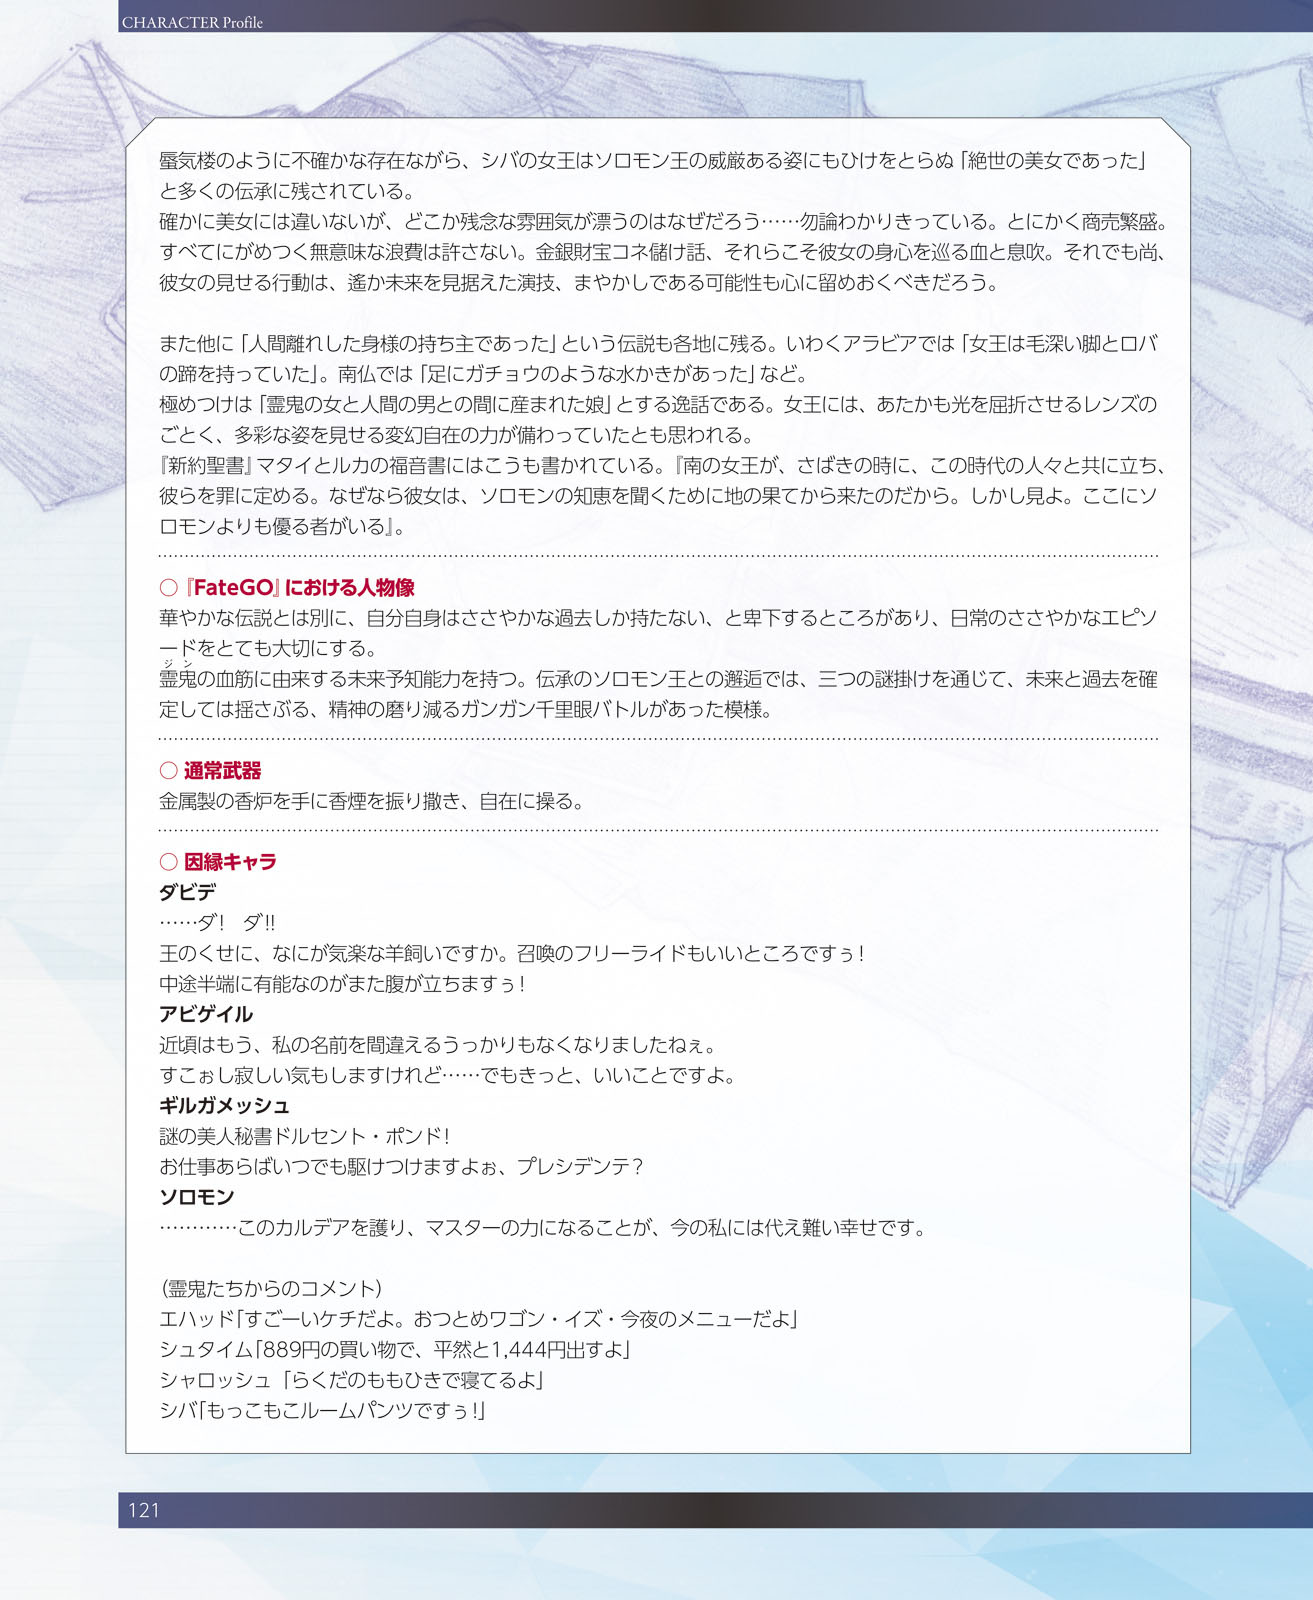 CHARACTER Profile
蜃気楼のように不確かな存在ながら、シバの女王はソロモン王の威厳ある姿にもひけをとらぬ「絶世の美女であった」
と多くの伝承に残されている。
確かに美女には違いないが、どこか残念な雰囲気が漂うのはなぜだろう……勿論わかりきっている。とにかく商売繁盛。
すべてにがめつく無意味な浪費は許さない。金銀財宝コネ儲け話、それらこそ彼女の身心を巡る血と息吹。それでも尚、
彼女の見せる行動は、遙か未来を見据えた演技、まやかしである可能性も心に留めおくべきだろう。
また他に「人間離れした身様の持ち主であった」という伝説も各地に残る。いわくアラビアでは「女王は毛深い脚とロバ
の蹄を持っていた」。南仏では「足にガチョウのような水かきがあった」など。
極めつけは「霊鬼の女と人間の男との間に産まれた娘」とする逸話である。女王には、あたかも光を屈折させるレンズの
ごとく、多彩な姿を見せる変幻自在の力が備わっていたとも思われる。
『新約聖書』マタイとルカの福音書にはこうも書かれている。『南の女王が、さばきの時に、この時代の人々と共に立ち、
彼らを罪に定める。なぜなら彼女は、ソロモンの知恵を聞くために地の果てから来たのだから。しかし見よ。ここにソ
ロモンよりも優る者がいる』。
○『FateGO』における人物像
華やかな伝説とは別に、自分自身はささやかな過去しか持たない、と卑下するところがあり、日常のささやかなエピソ
ードをとても大切にする。
ジン
霊鬼の血筋に由来する未来予知能力を持つ。伝承のソロモン王との邂逅では、三つの謎掛けを通じて、未来と過去を確
定しては揺さぶる、精神の磨り減るガンガン千里眼バトルがあった模様。
○ 通常武器
金属製の香炉を手に香煙を振り撒き、自在に操る。
○ 因縁キャラ
ダビデ
……ダ！　ダ!!
王のくせに、なにが気楽な羊飼いですか。召喚のフリーライドもいいところですぅ！
中途半端に有能なのがまた腹が立ちますぅ！
アビゲイル
近頃はもう、私の名前を間違えるうっかりもなくなりましたねぇ。
すこぉし寂しい気もしますけれど……でもきっと、いいことですよ。
ギルガメッシュ
謎の美人秘書ドルセント・ポンド！
お仕事あらばいつでも駆けつけますよぉ、プレシデンテ？
ソロモン
…………このカルデアを護り、マスターの力になることが、今の私には代え難い幸せです。
（霊鬼たちからのコメント）
エハッド「すごーいケチだよ。おつとめワゴン・イズ・今夜のメニューだよ」
シュタイム「889円の買い物で、平然と1,444円出すよ」
シャロッシュ「らくだのももひきで寝てるよ」
シバ「もっこもこルームパンツですぅ！」
121